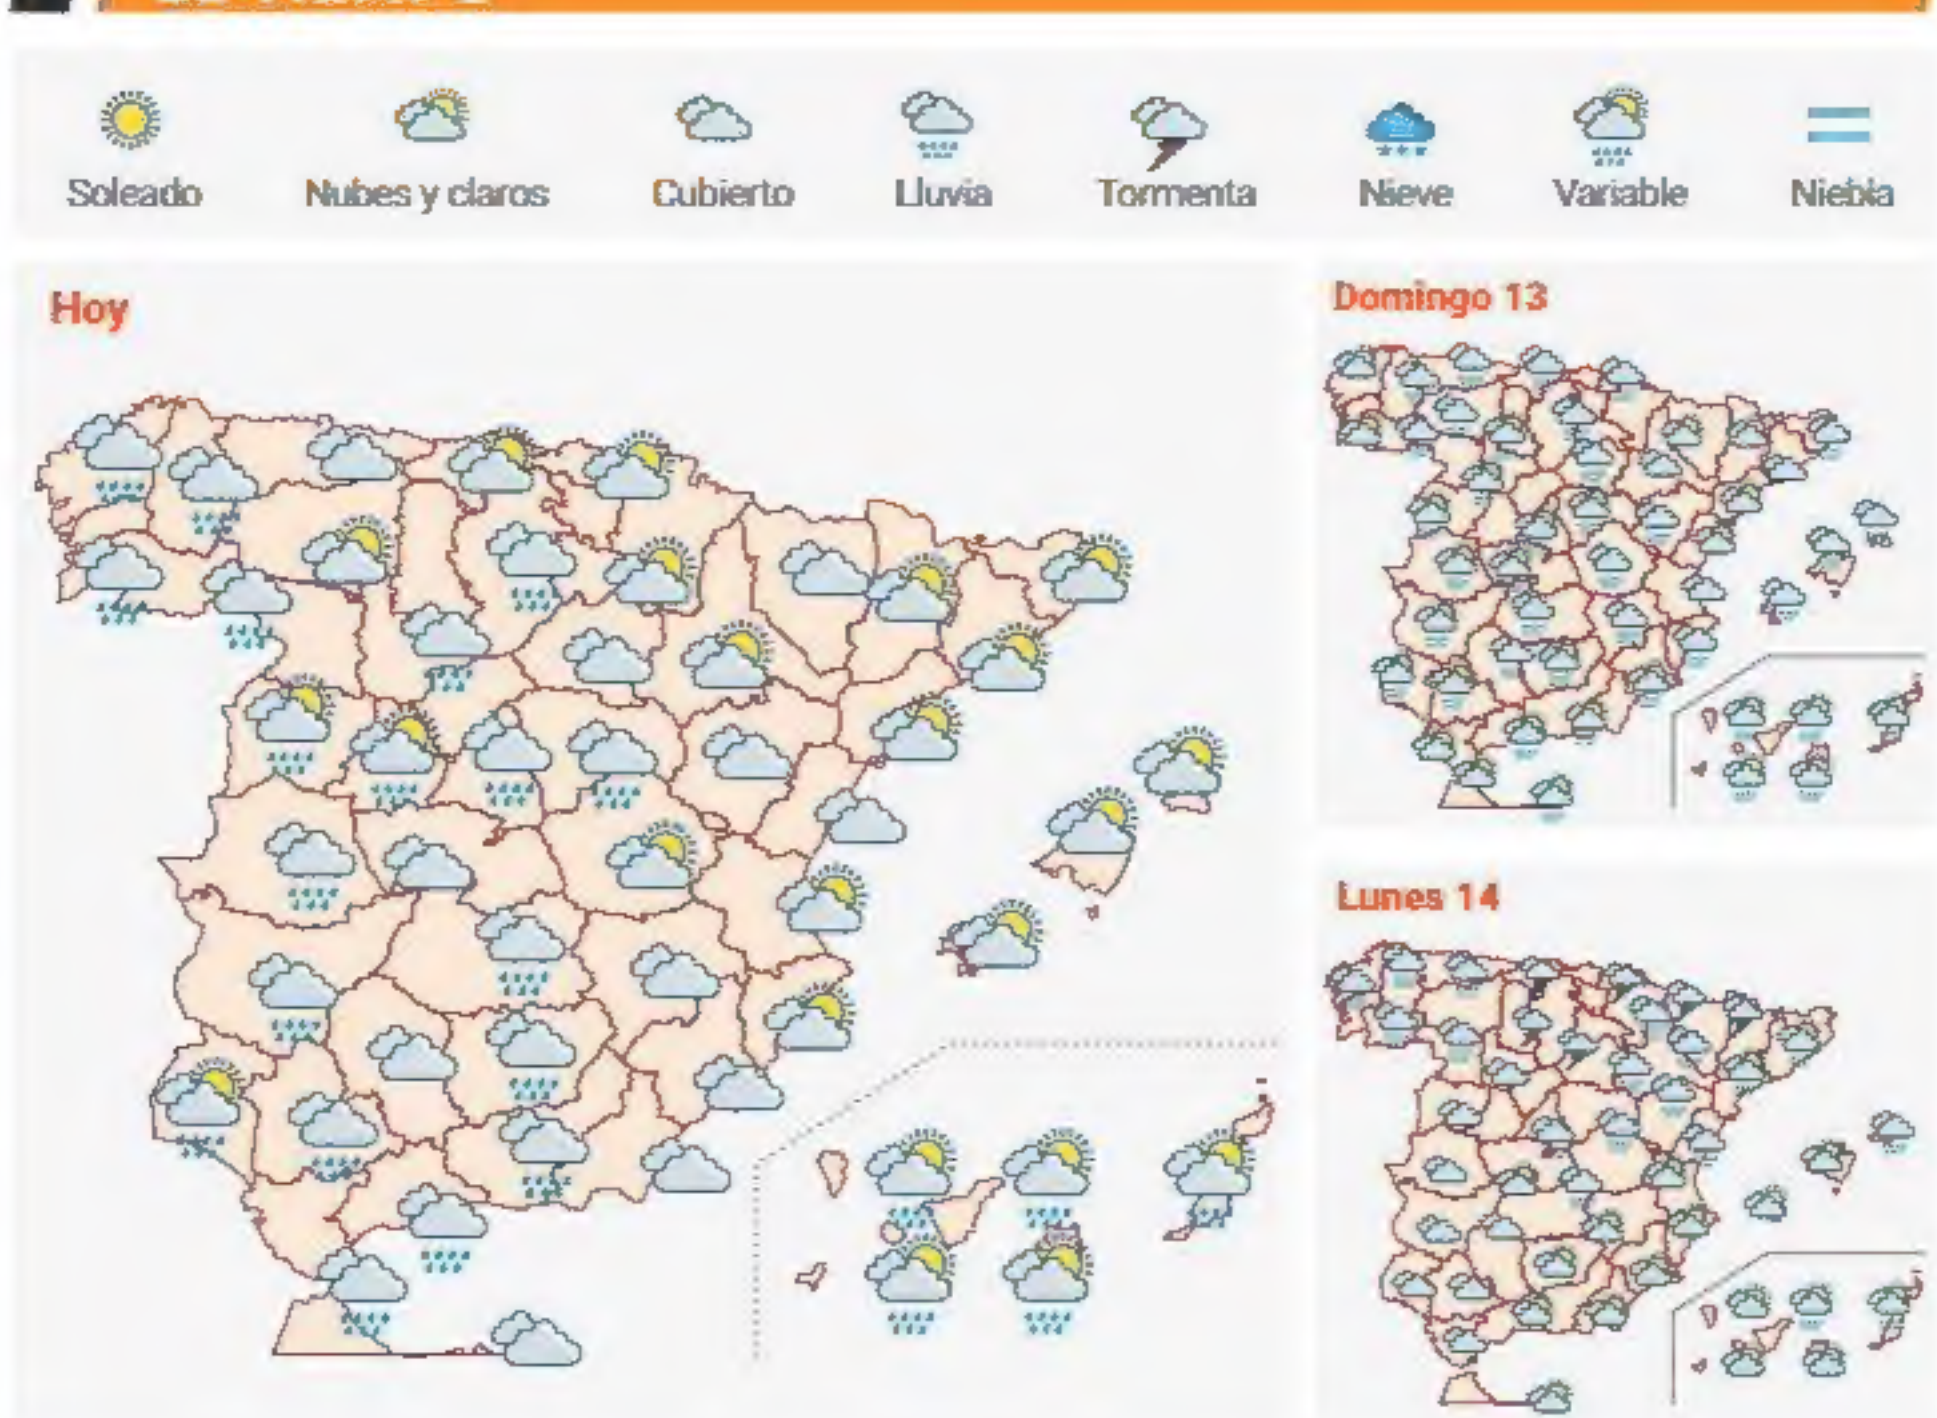 Soleado
Nubes y claros
Cubierto
Lluvia
Tormenta
Nieve
Variable
Niebla
Hoy
Domingo 13
Lunes 14